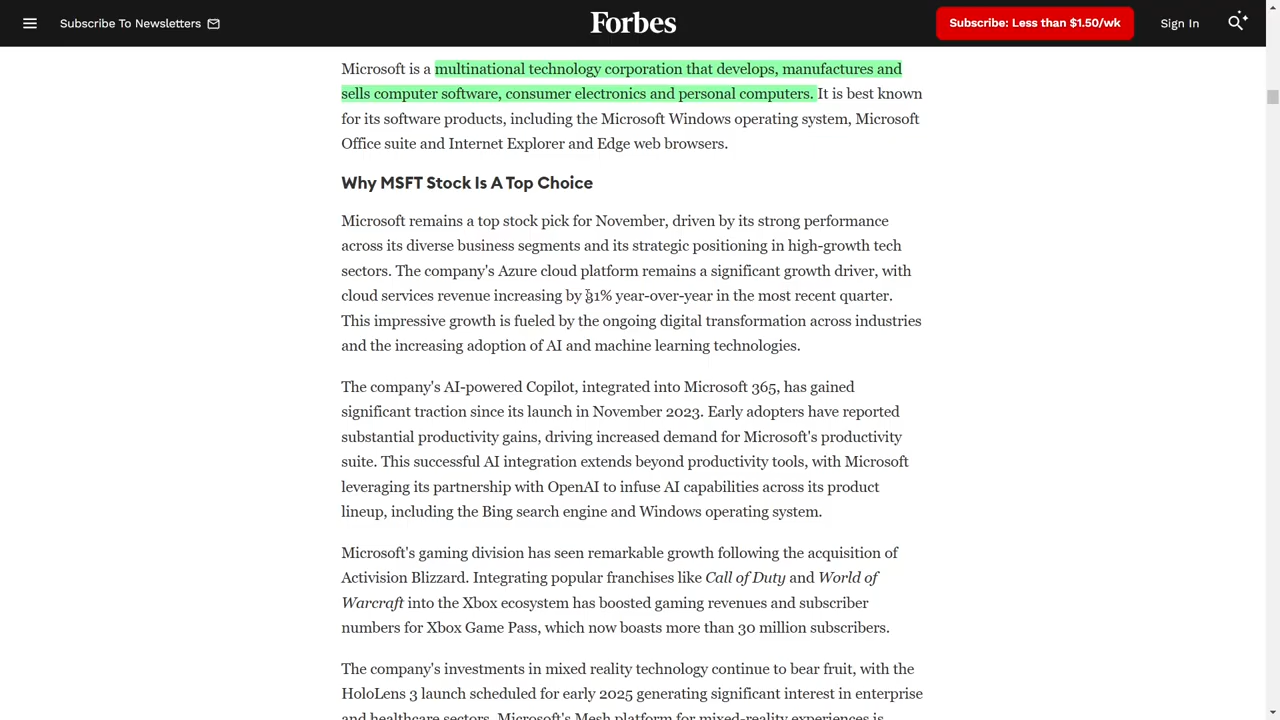 Subscribe To Newsletters
Forbes
Subscribe: Less than $1.50/wk
Sign In
Microsoft is a multinational technology corporation that develops, manufactures and
sells computer software, consumer electronics and personal computers. It is best known
for its software products, including the Microsoft Windows operating system, Microsoft
Office suite and Internet Explorer and Edge web browsers.
Why MSFT Stock Is A Top Choice
Microsoft remains a top stock pick for November, driven by its strong performance
across its diverse business segments and its strategic positioning in high-growth tech
sectors. The company's Azure cloud platform remains a significant growth driver, with
cloud services revenue increasing by 31% year-over-year in the most recent quarter.
This impressive growth is fueled by the ongoing digital transformation across industries
and the increasing adoption of AI and machine learning technologies.
The company's AI-powered Copilot, integrated into Microsoft 365, has gained
significant traction since its launch in November 2023. Early adopters have reported
substantial productivity gains, driving increased demand for Microsoft's productivity
suite. This successful AI integration extends beyond productivity tools, with Microsoft
leveraging its partnership with OpenAI to infuse AI capabilities across its product
lineup, including the Bing search engine and Windows operating system.
Microsoft's gaming division has seen remarkable growth following the acquisition of
Activision Blizzard. Integrating popular franchises like Call of Duty and World of
Warcraft into the Xbox ecosystem has boosted gaming revenues and subscriber
numbers for Xbox Game Pass, which now boasts more than 30 million subscribers.
The company's investments in mixed reality technology continue to bear fruit, with the
HoloLens 3 launch scheduled for early 2025 generating significant interest in enterprise
and healthcare sectors. Microsoft's Mesh platform for mixed-reality experiences is